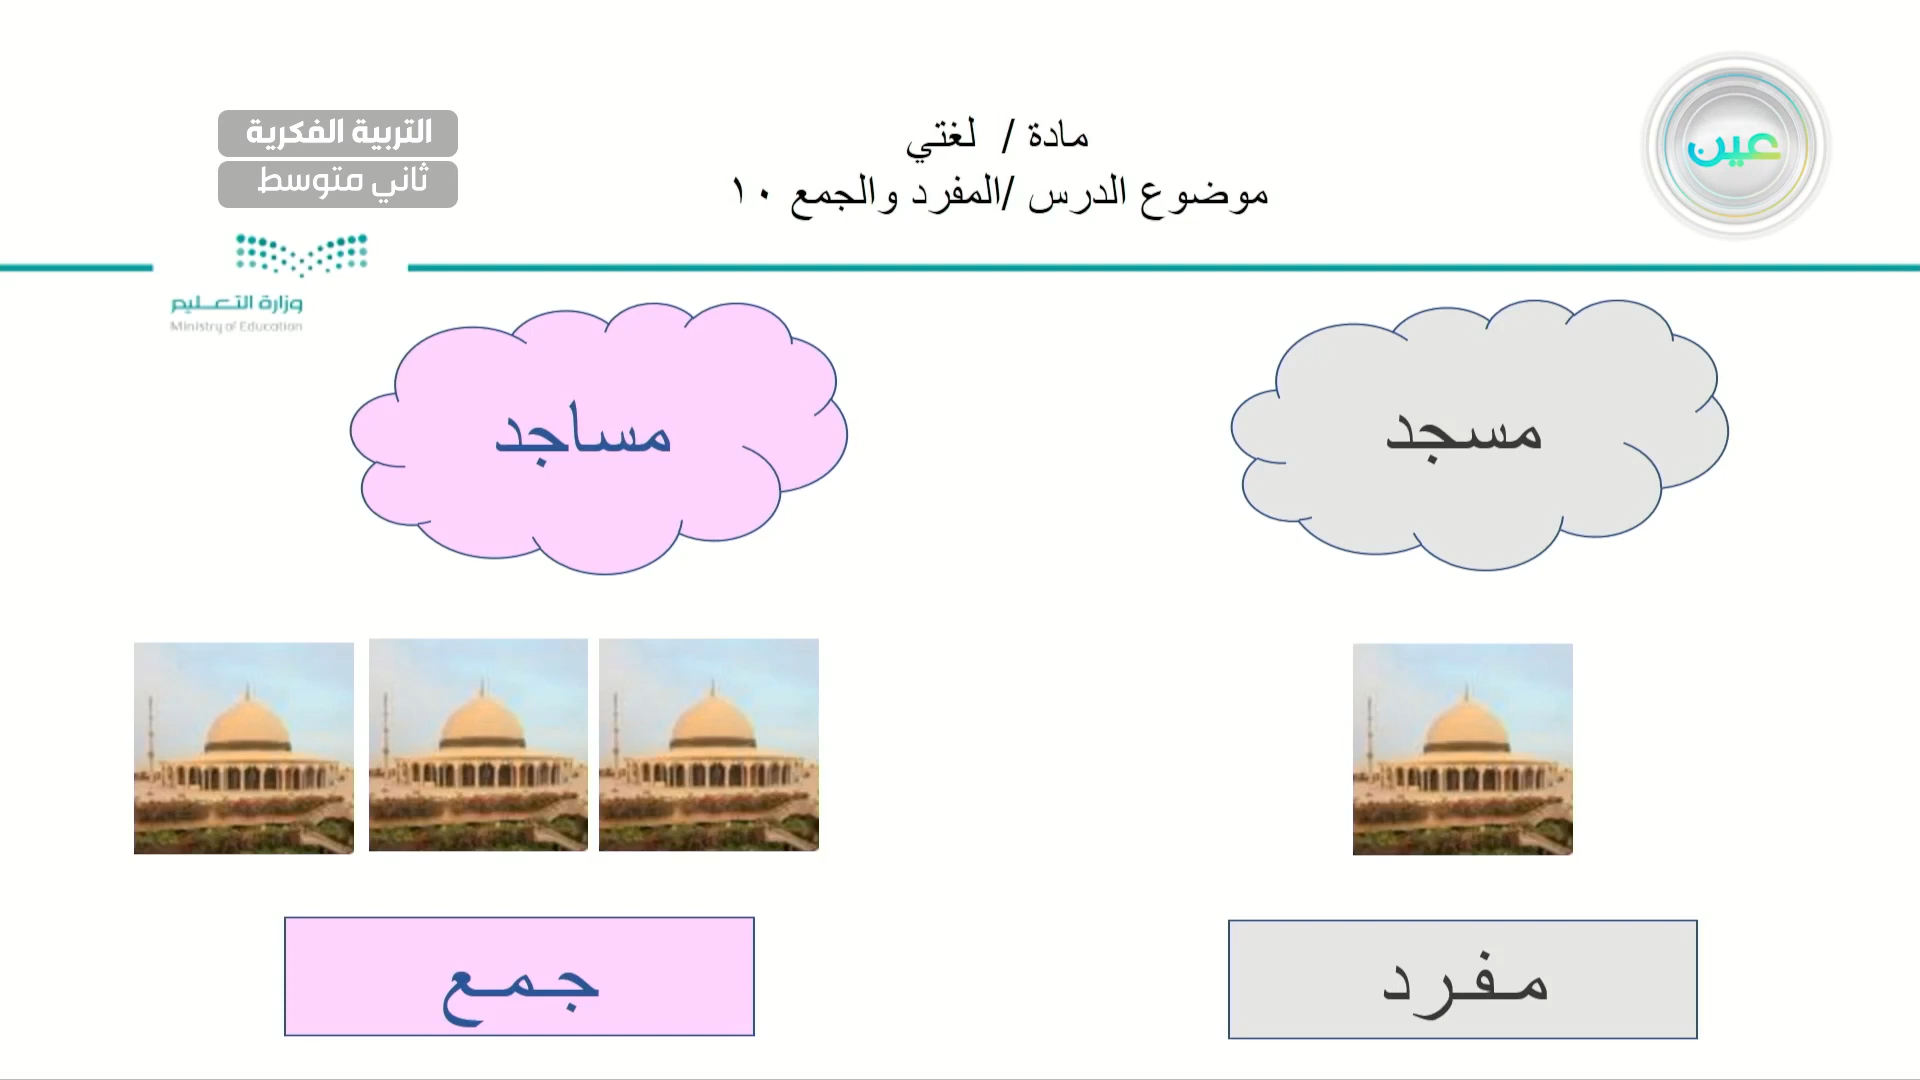 مادة / لغتي
موضوع الدرس /المفرد والجمع ١٠
عين
التربية الفكرية
ثاني متوسط
وزارة التعليم
Ministry of Education
مسجد
مساجد
مفرد
جمع